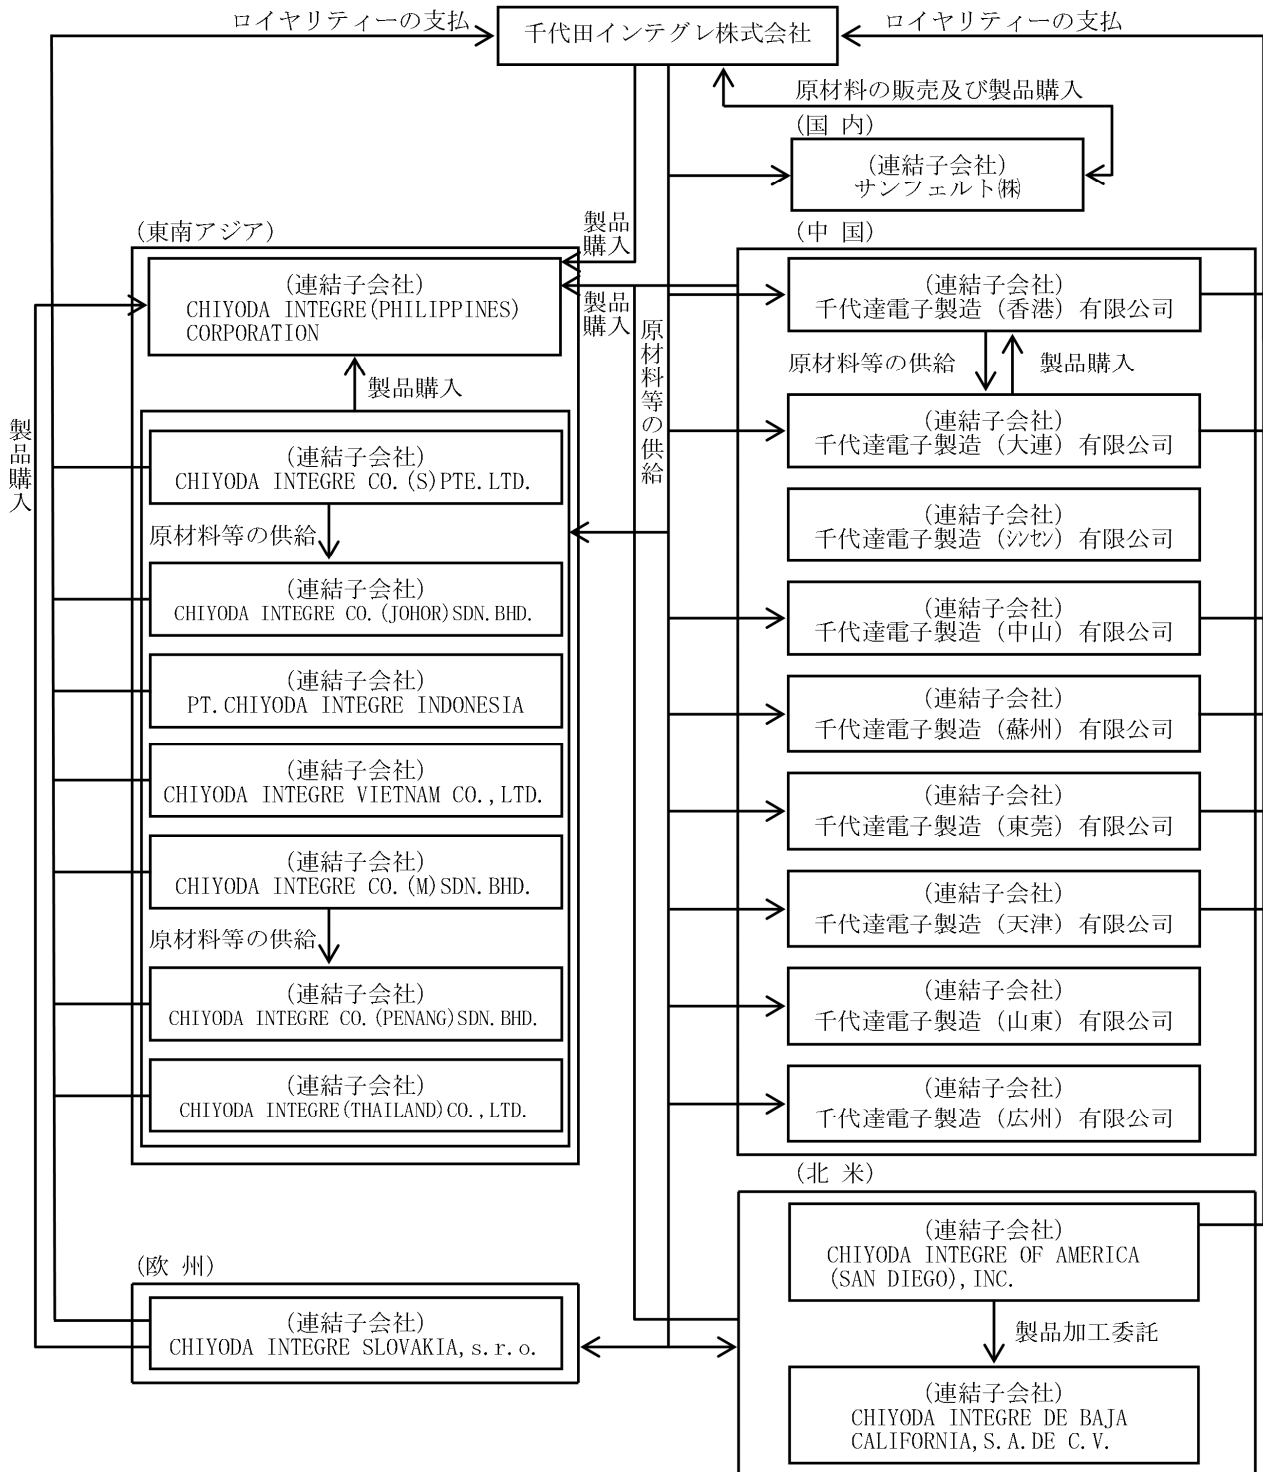 ロイヤリティーの支払
千代田インテグレ株式会社
ロイヤリティーの支払
原材料の販売及び製品購入
(国 内)
(連結子会社)
サンフェルト㈱
(東南アジア)
製品
購入
(中 国)
(連結子会社)
CHIYODA INTEGRE(PHILIPPINES)
CORPORATION
製品
購入
(連結子会社)
千代達電子製造（香港）有限公司
原材料等の供給
原材料等の供給
製品購入
製品購入
製品購入
(連結子会社)
千代達電子製造（大連）有限公司
(連結子会社)
CHIYODA INTEGRE CO.(S)PTE.LTD.
原材料等の供給
(連結子会社)
千代達電子製造（ｼﾝｾﾝ）有限公司
(連結子会社)
CHIYODA INTEGRE CO.(JOHOR)SDN.BHD.
(連結子会社)
千代達電子製造（中山）有限公司
(連結子会社)
PT.CHIYODA INTEGRE INDONESIA
(連結子会社)
千代達電子製造（蘇州）有限公司
(連結子会社)
CHIYODA INTEGRE VIETNAM CO.,LTD.
(連結子会社)
千代達電子製造（東莞）有限公司
(連結子会社)
CHIYODA INTEGRE CO.(M)SDN.BHD.
(連結子会社)
千代達電子製造（天津）有限公司
原材料等の供給
(連結子会社)
CHIYODA INTEGRE CO.(PENANG)SDN.BHD.
(連結子会社)
千代達電子製造（山東）有限公司
(連結子会社)
CHIYODA INTEGRE(THAILAND)CO.,LTD.
(連結子会社)
千代達電子製造（広州）有限公司
(北 米)
(連結子会社)
CHIYODA INTEGRE OF AMERICA
(SAN DIEGO),INC.
(欧 州)
(連結子会社)
CHIYODA INTEGRE SLOVAKIA,s.r.o.
製品加工委託
(連結子会社)
CHIYODA INTEGRE DE BAJA
CALIFORNIA,S.A.DE C.V.